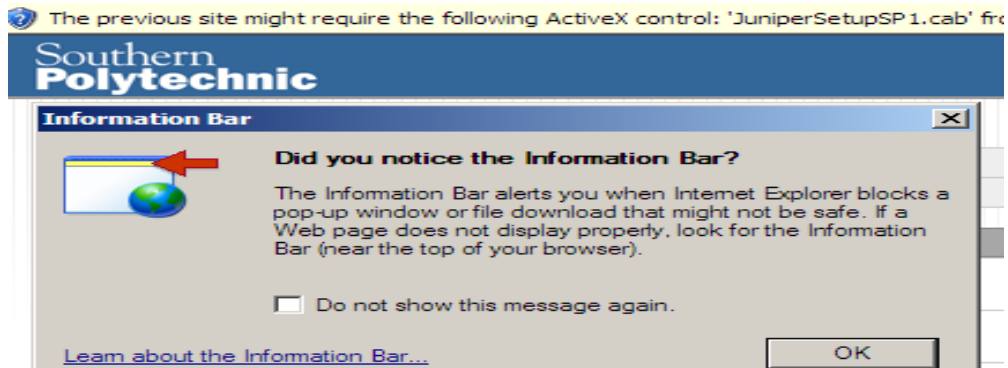 The previous site might require the following ActiveX control: 'JuniperSetupSP1.cab'
Southern
Polytechnic
Information Bar
Did you notice the Information Bar?
The Information Bar alerts you when Internet Explorer blocks a
pop-up window or file download that might not be safe. If a
Web page does not display properly, look for the Information
Bar (near the top of your browser).
Do not show this message again.
Learn about the Information Bar...
OK